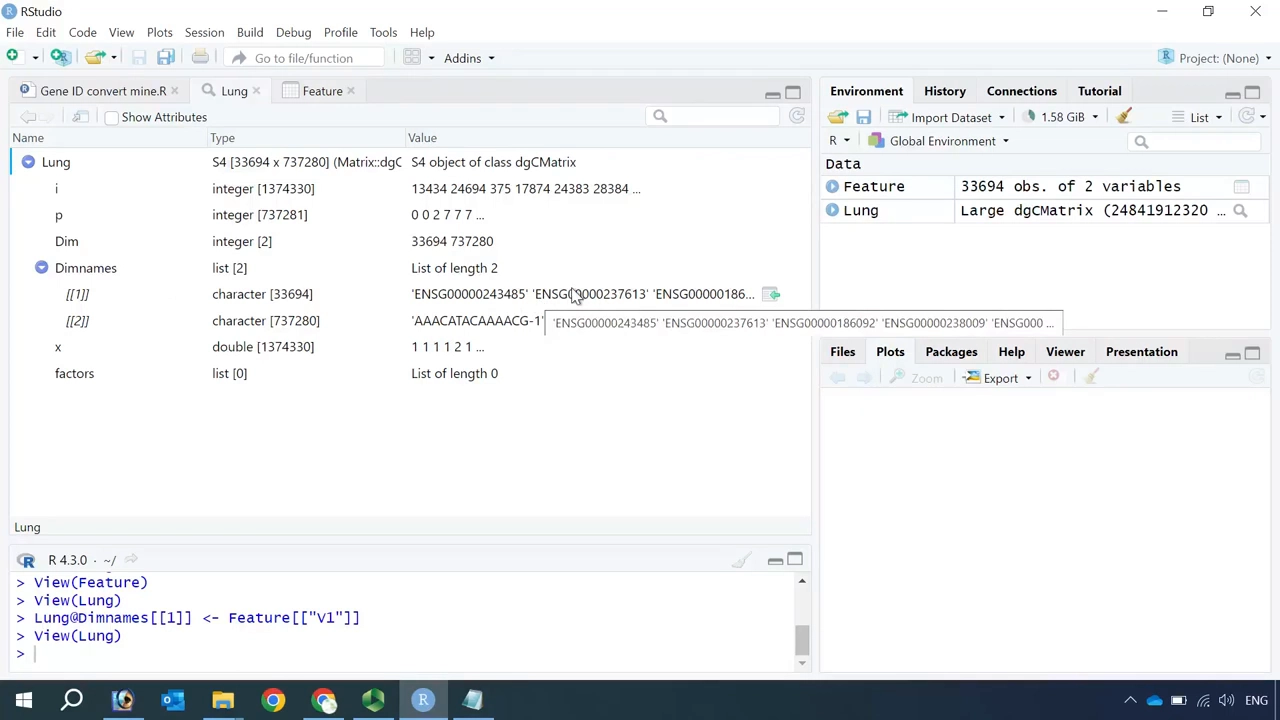 RStudio
File Edit Code View Plots Session Build Debug Profile Tools Help
Go to file/function Addins Project: (None)
Gene ID convert mine.R Lung Feature
Show Attributes
Name Type Value
Lung S4 [33694 x 737280] (Matrix::dgC S4 object of class dgCMatrix
i integer [1374330] 13434 24694 375 17874 24383 28384 ...
p integer [737281] 0 0 2 7 7 7 ...
Dim integer [2] 33694 737280
Dimnames list [2] List of length 2
[[1]] character [33694] 'ENSG00000243485' 'ENSG00000237613' 'ENSG00000186...
[[2]] character [737280] 'AAACATACAAAACG-1'
'ENSG00000243485' 'ENSG00000237613' 'ENSG00000186092' 'ENSG00000238009' 'ENSG000 ...
x double [1374330] 1 1 1 1 2 1 ...
factors list [0] List of length 0
Lung
R 4.3.0 · ~/
> View(Feature)
> View(Lung)
> Lung@Dimnames[[1]] <- Feature[["V1"]]
> View(Lung)
>
Environment History Connections Tutorial
Import Dataset 1.58 GiB List
R Global Environment
Data
Feature 33694 obs. of 2 variables
Lung Large dgCMatrix (24841912320 ...
Files Plots Packages Help Viewer Presentation
Zoom Export
ENG